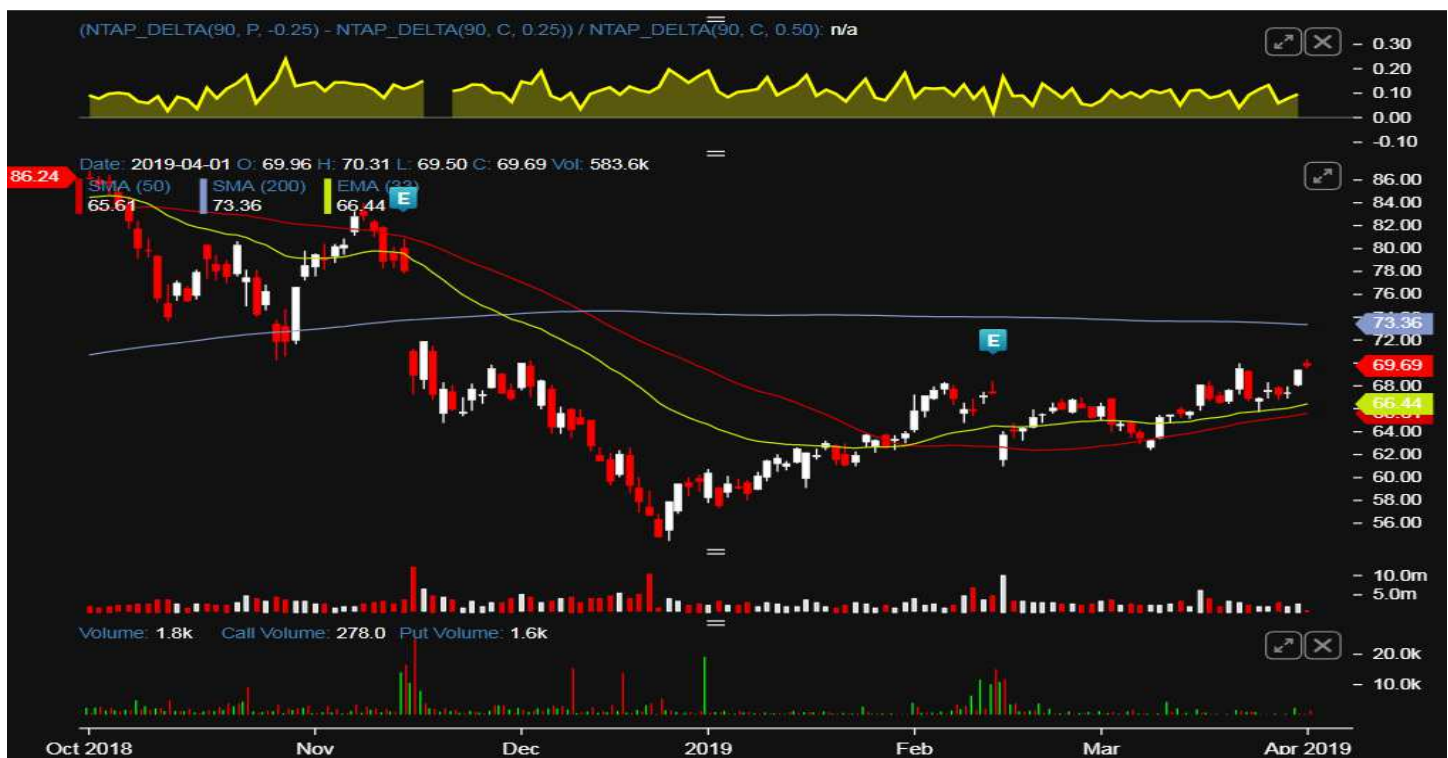 (NTAP_DELTA(90, P, -0.25) - NTAP_DELTA(90, C, 0.25)) / NTAP_DELTA(90, C, 0.50): n/a
0.30
0.20
0.10
0.00
-0.10
Date: 2019-04-01 O: 69.96 H: 70.31 L: 69.50 C: 69.69 Vol: 583.6k
86.24
SMA (50) SMA (200) EMA (33)
65.61 73.36 66.44
E
E
86.00
84.00
82.00
80.00
78.00
76.00
73.36
72.00
69.69
68.00
66.44
64.00
62.00
60.00
58.00
56.00
10.0m
5.0m
Volume: 1.8k Call Volume: 278.0 Put Volume: 1.6k
20.0k
10.0k
Oct 2018 Nov Dec 2019 Feb Mar Apr 2019